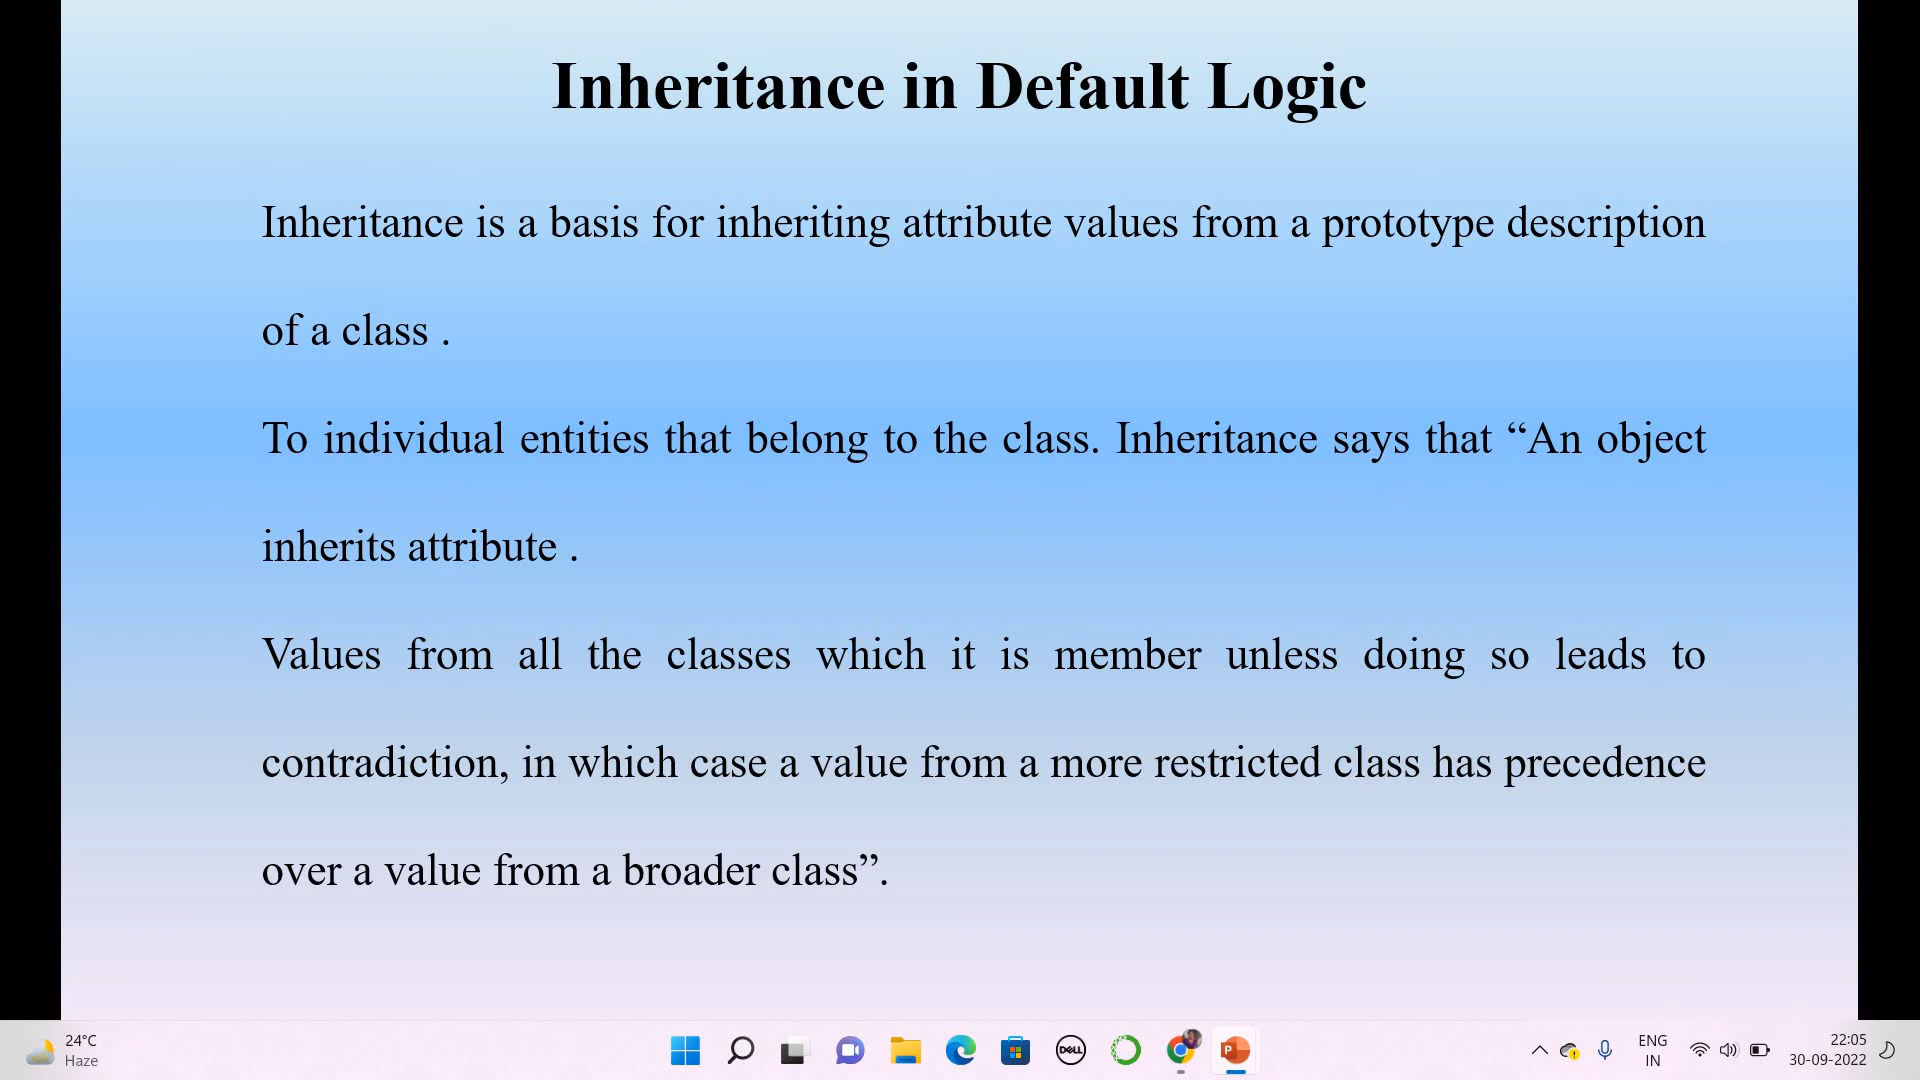 Inheritance in Default Logic
Inheritance is a basis for inheriting attribute values from a prototype description
of a class .
To individual entities that belong to the class. Inheritance says that “An object
inherits attribute .
Values from all the classes which it is member unless doing so leads to
contradiction, in which case a value from a more restricted class has precedence
over a value from a broader class”.
24°C
Haze
DELL
P
ENG
IN
22:05
30-09-2022